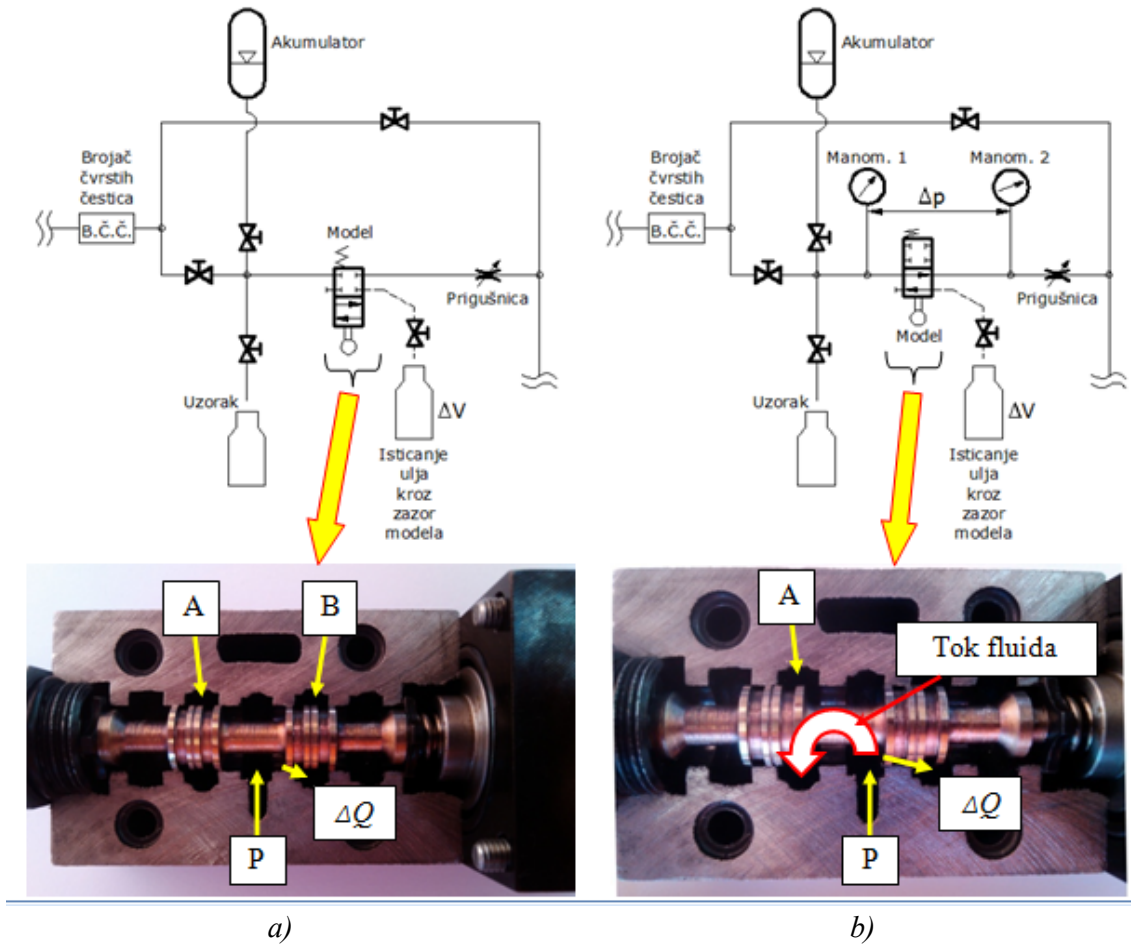 Akumulator
Brojač
čvrstih
čestica
B.Č.Č.
Model
Prigušnica
Uzorak
ΔV
Isticanje
ulja
kroz
zazor
modela
A
B
ΔQ
P
a)
Akumulator
Brojač
čvrstih
čestica
B.Č.Č.
Manom. 1
Manom. 2
Δp
Prigušnica
Model
Uzorak
ΔV
Isticanje
ulja
kroz
zazor
modela
A
Tok fluida
ΔQ
P
b)